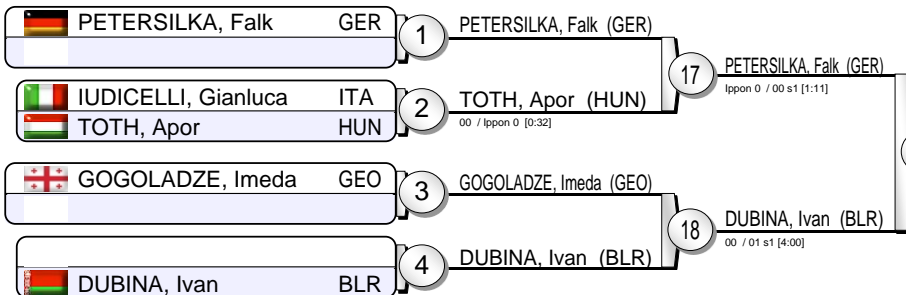 PETERSILKA, Falk GER
1
PETERSILKA, Falk (GER)
17
PETERSILKA, Falk (GER)
Ippon 0 / 00 s1 [1:11]
IUDICELLI, Gianluca ITA
TOTH, Apor HUN
2
TOTH, Apor (HUN)
00 / Ippon 0 [0:32]
GOGOLADZE, Imeda GEO
3
GOGOLADZE, Imeda (GEO)
18
DUBINA, Ivan (BLR)
00 / 01 s1 [4:00]
DUBINA, Ivan BLR
4
DUBINA, Ivan (BLR)